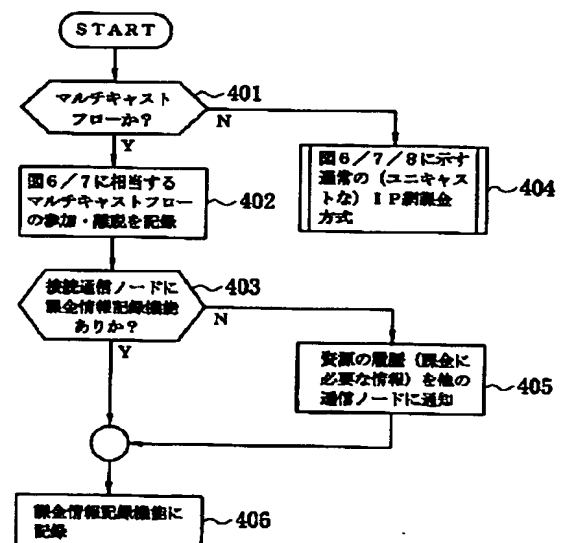 START
マルチキャスト
フローか?
401
N
Y
図6/7に相当する
マルチキャストフロー
の参加・離脱を記録
402
図6/7/8に示す
通常の(ユニキャスト
な)IP網課金
方式
404
接続通信ノードに
課金情報記録機能
ありか?
403
N
Y
資源の履歴(課金に
必要な情報)を他の
通信ノードに通知
405
課金情報記録機能に
記録
406